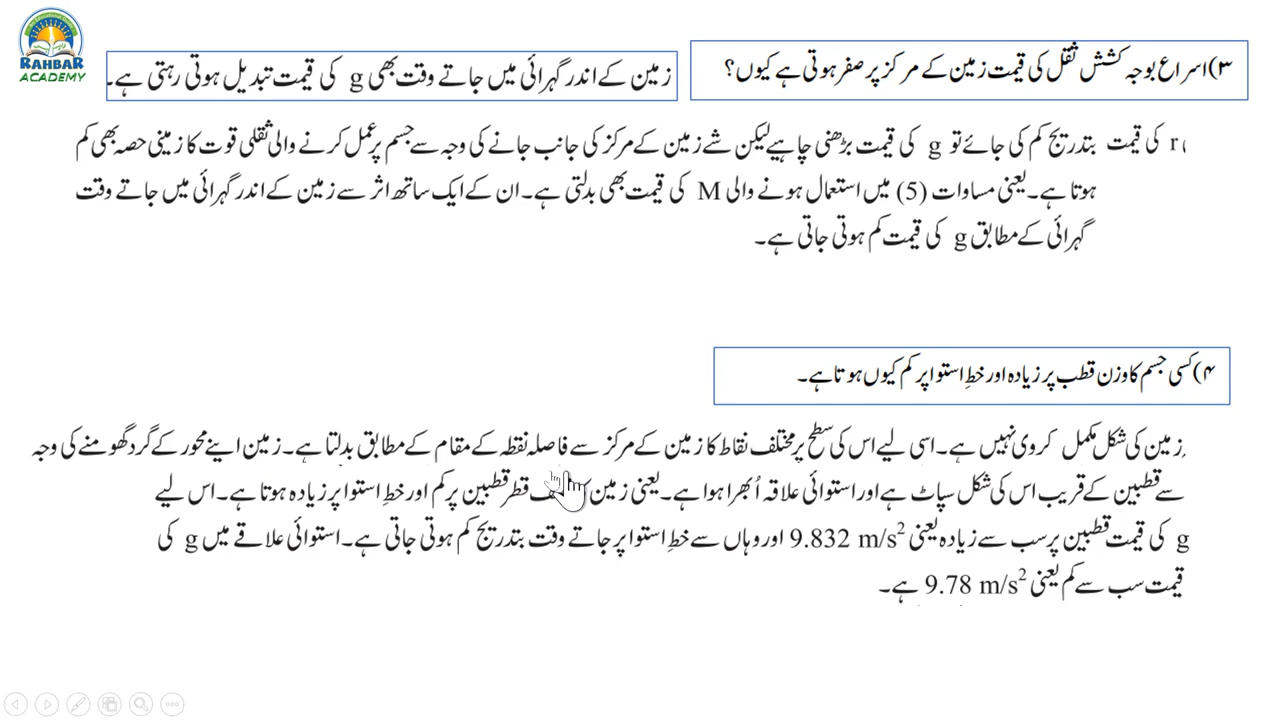 RAHBAR
ACADEMY
۳) اسراع بوجہ کشش ثقل کی قیمت زمین کے مرکز پر صفر ہوتی ہے کیوں؟
زمین کے اندر گہرائی میں جاتے وقت بھی g کی قیمت تبدیل ہوتی رہتی ہے۔
r کی قیمت بتدریج کم کی جائے تو g کی قیمت بڑھنی چاہیے لیکن شے زمین کے مرکز کی جانب جانے کی وجہ سے جسم پر عمل کرنے والی ثقلی قوت کا زمینی حصہ بھی کم
ہوتا ہے۔ یعنی مساوات (5) میں استعمال ہونے والی M کی قیمت بھی بدلتی ہے۔ ان کے ایک ساتھ اثر سے زمین کے اندر گہرائی میں جاتے وقت
گہرائی کے مطابق g کی قیمت کم ہوتی جاتی ہے۔
۴) کسی جسم کا وزن قطب پر زیادہ اور خطِ استوا پر کم کیوں ہوتا ہے۔
زمین کی شکل مکمل کروی نہیں ہے۔ اسی لیے اس کی سطح پر مختلف نقاط کا زمین کے مرکز سے فاصلہ نقطہ کے مقام کے مطابق بدلتا ہے۔ زمین اپنے محور کے گرد گھومنے کی وجہ
سے قطبین کے قریب اس کی شکل سپاٹ ہے اور استوائی علاقہ اُبھرا ہوا ہے۔ یعنی زمین قطر قطبین پر کم اور خطِ استوا پر زیادہ ہوتا ہے۔ اس لیے
g کی قیمت قطبین پر سب سے زیادہ یعنی 9.832 m/s² اور وہاں سے خطِ استوا پر جاتے وقت بتدریج کم ہوتی جاتی ہے۔ استوائی علاقے میں g کی
قیمت سب سے کم یعنی 9.78 m/s² ہے۔